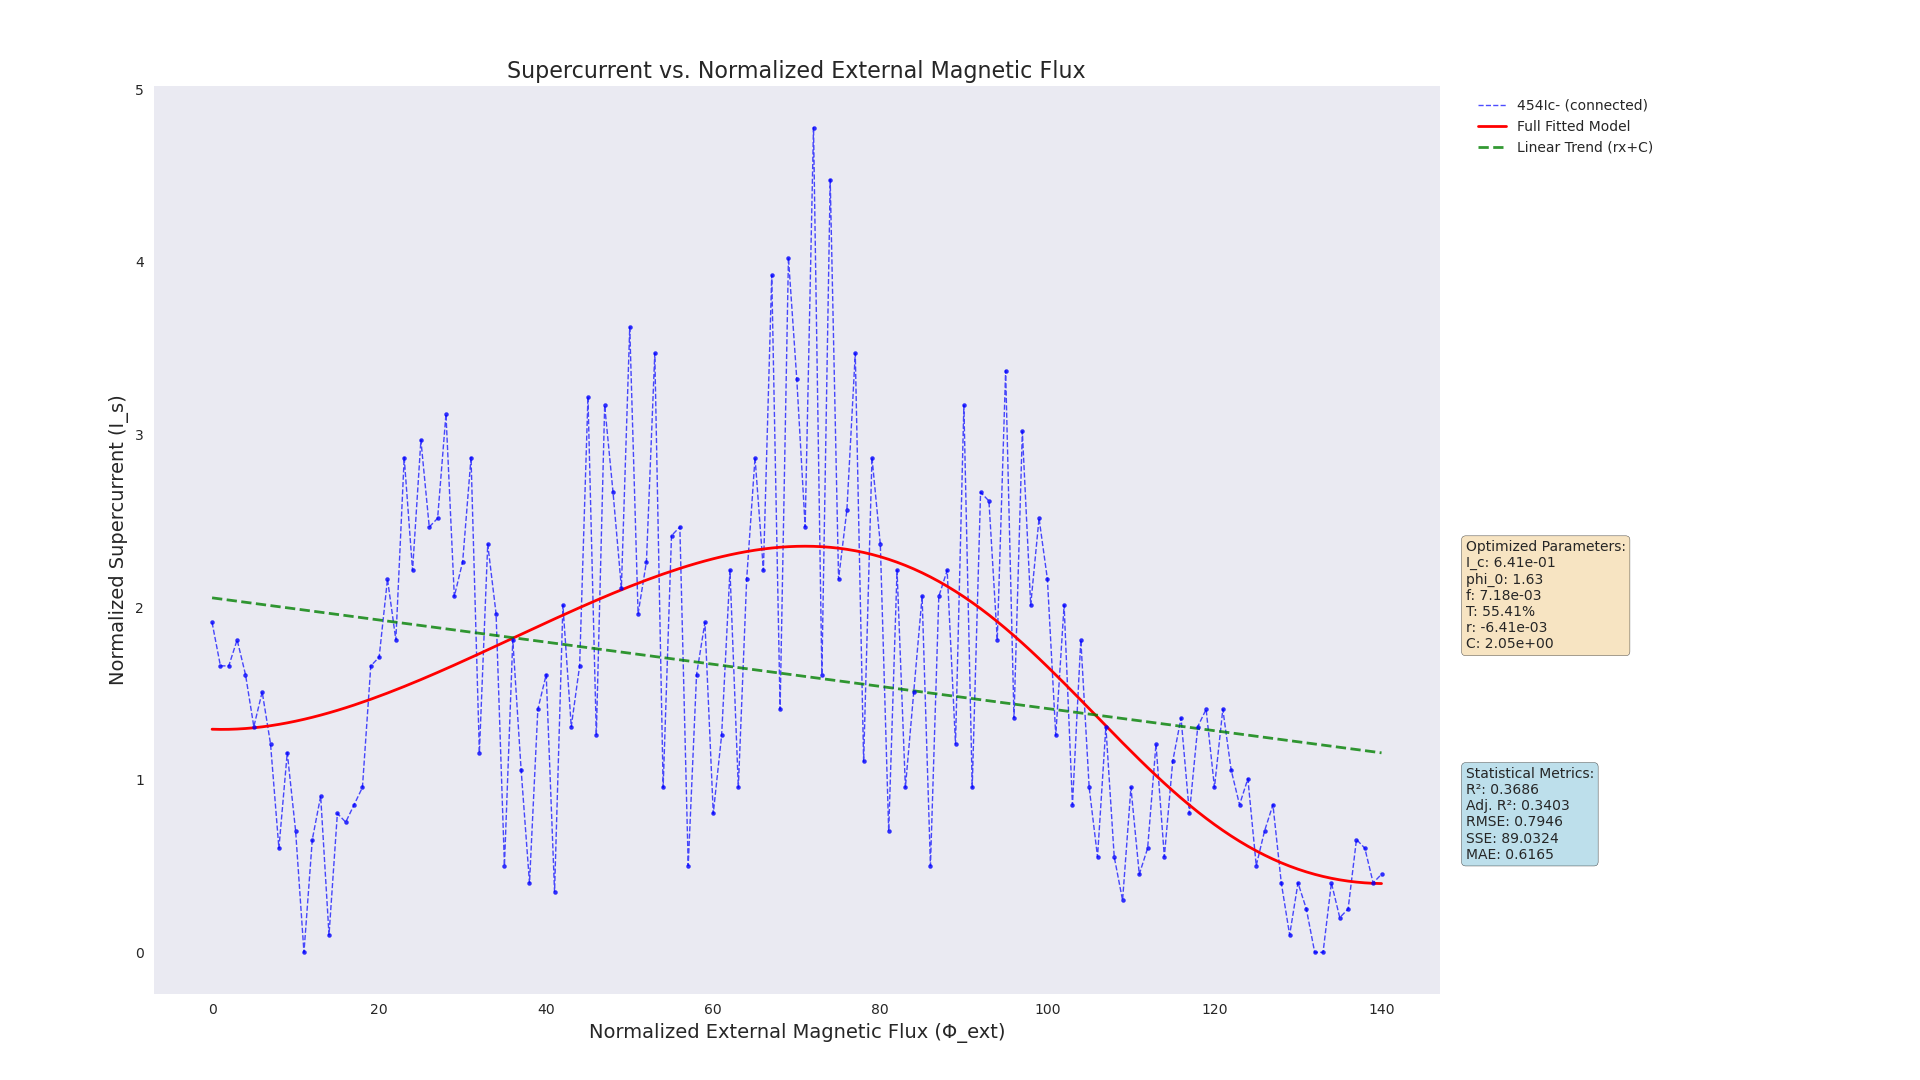 Supercurrent vs. Normalized External Magnetic Flux
5
4
3
2
1
0
Normalized Supercurrent (I_s)
0 20 40 60 80 100 120 140
Normalized External Magnetic Flux (Φ_ext)
454Ic- (connected)
Full Fitted Model
Linear Trend (rx+C)
Optimized Parameters:
I_c: 6.41e-01
phi_0: 1.63
f: 7.18e-03
T: 55.41%
r: -6.41e-03
C: 2.05e+00
Statistical Metrics:
R²: 0.3686
Adj. R²: 0.3403
RMSE: 0.7946
SSE: 89.0324
MAE: 0.6165